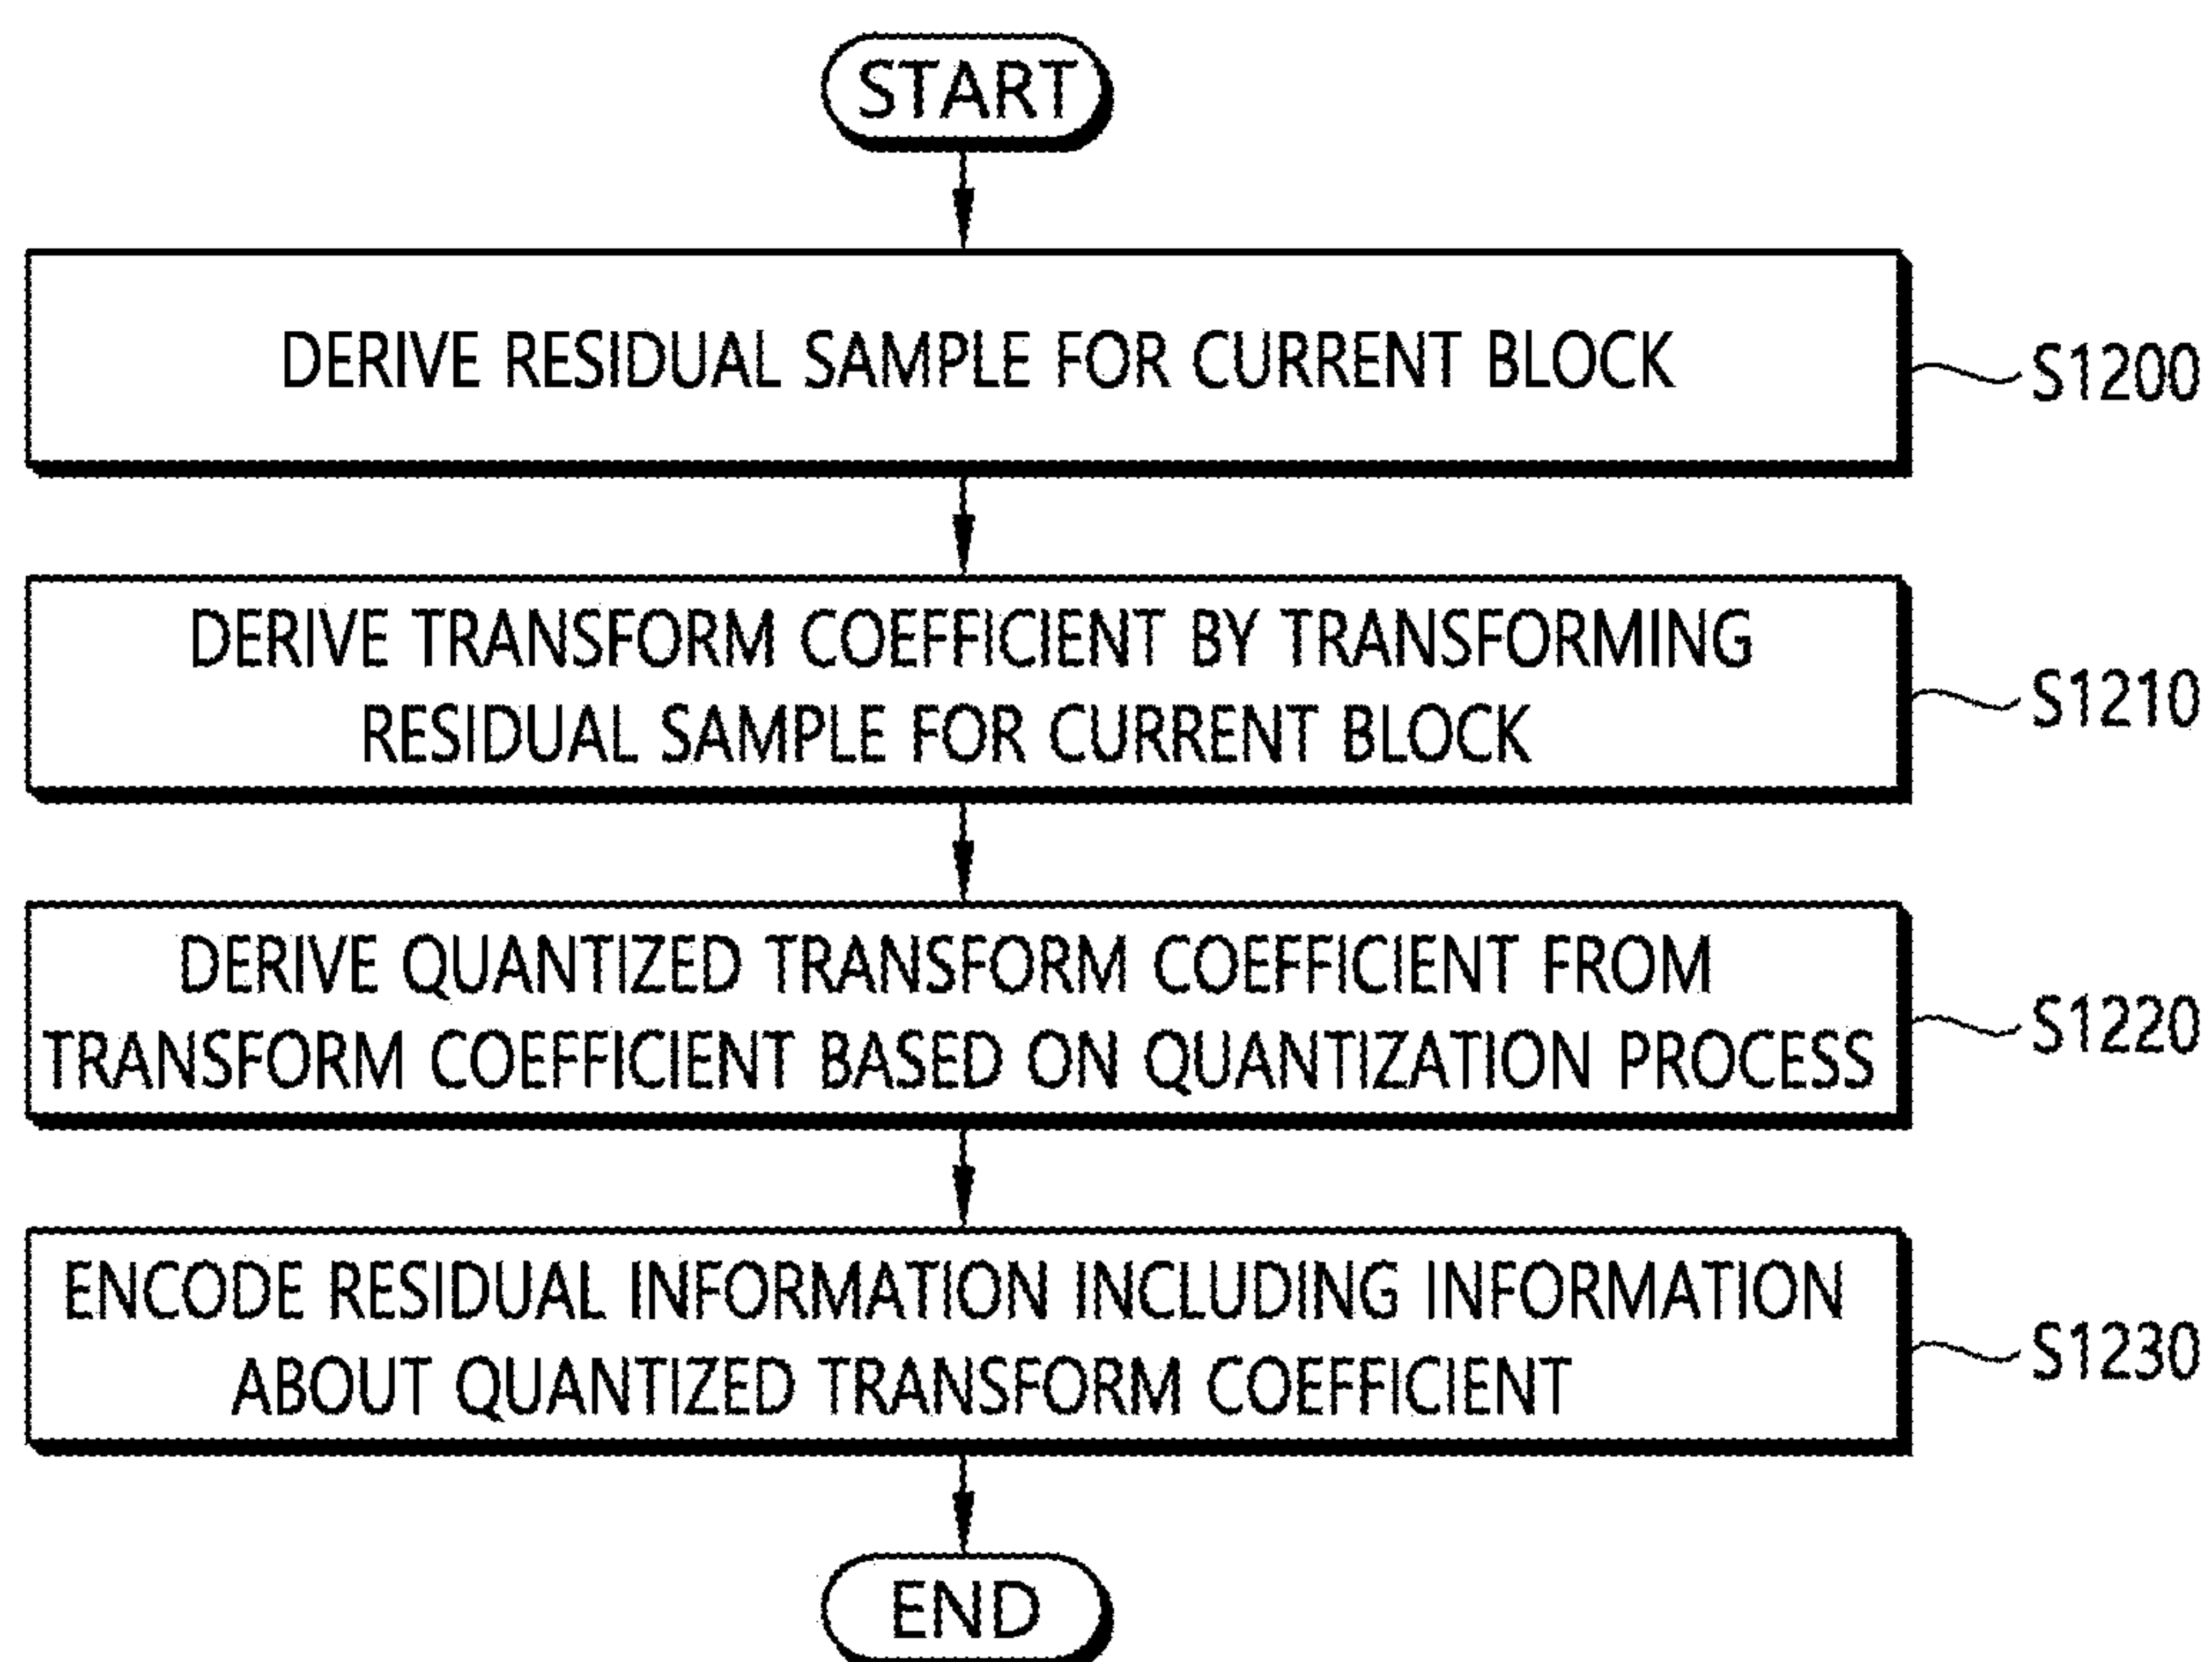 START
DERIVE RESIDUAL SAMPLE FOR CURRENT BLOCK
S1200
DERIVE TRANSFORM COEFFICIENT BY TRANSFORMING
RESIDUAL SAMPLE FOR CURRENT BLOCK
S1210
DERIVE QUANTIZED TRANSFORM COEFFICIENT FROM
TRANSFORM COEFFICIENT BASED ON QUANTIZATION PROCESS
S1220
ENCODE RESIDUAL INFORMATION INCLUDING INFORMATION
ABOUT QUANTIZED TRANSFORM COEFFICIENT
S1230
END